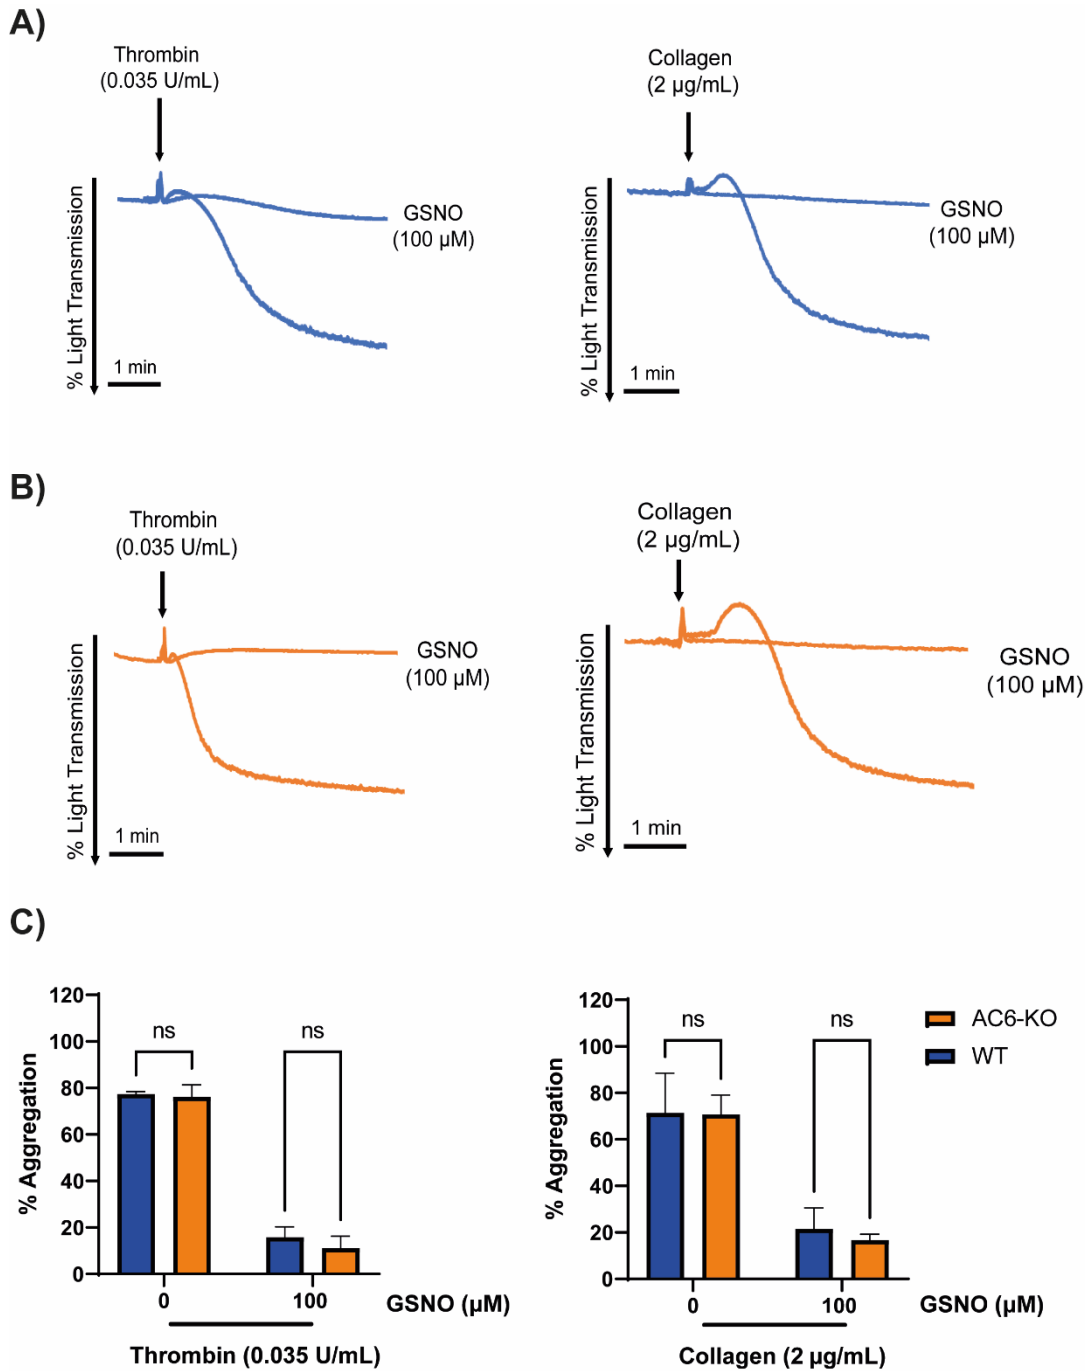 A)
Thrombin
(0.035 U/mL)
% Light Transmission
GSNO
(100 µM)
1 min
Collagen
(2 µg/mL)
% Light Transmission
GSNO
(100 µM)
1 min
B)
Thrombin
(0.035 U/mL)
% Light Transmission
GSNO
(100 µM)
1 min
Collagen
(2 µg/mL)
% Light Transmission
GSNO
(100 µM)
1 min
C)
% Aggregation
120
100
80
60
40
20
0
ns
ns
0
100
GSNO (µM)
Thrombin (0.035 U/mL)
% Aggregation
120
100
80
60
40
20
0
ns
ns
0
100
GSNO (µM)
Collagen (2 µg/mL)
AC6-KO
WT